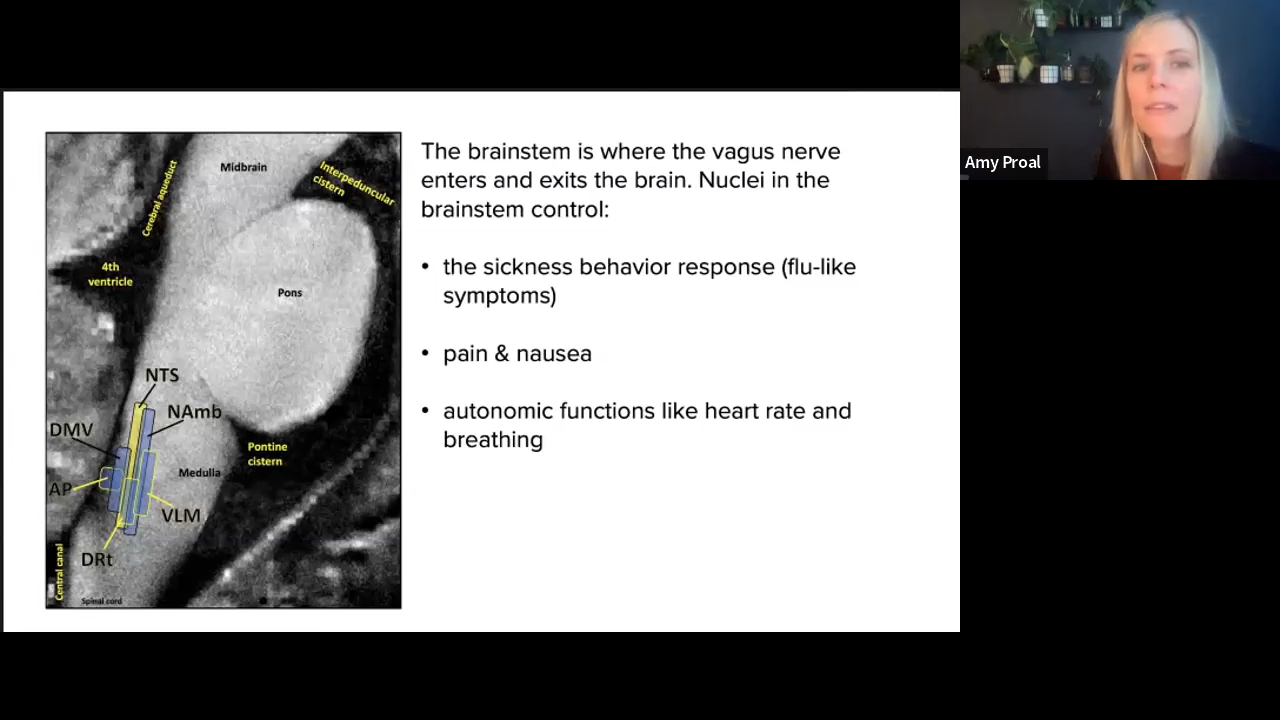 Midbrain
Interpeduncular
cistern
Cerebral aqueduct
4th
ventricle
Pons
NTS
NAmb
DMV
Pontine
cistern
Medulla
AP
VLM
DRt
Central canal
Spinal cord
The brainstem is where the vagus nerve
enters and exits the brain. Nuclei in the
brainstem control:
• the sickness behavior response (flu-like
symptoms)
• pain & nausea
• autonomic functions like heart rate and
breathing
Amy Proal